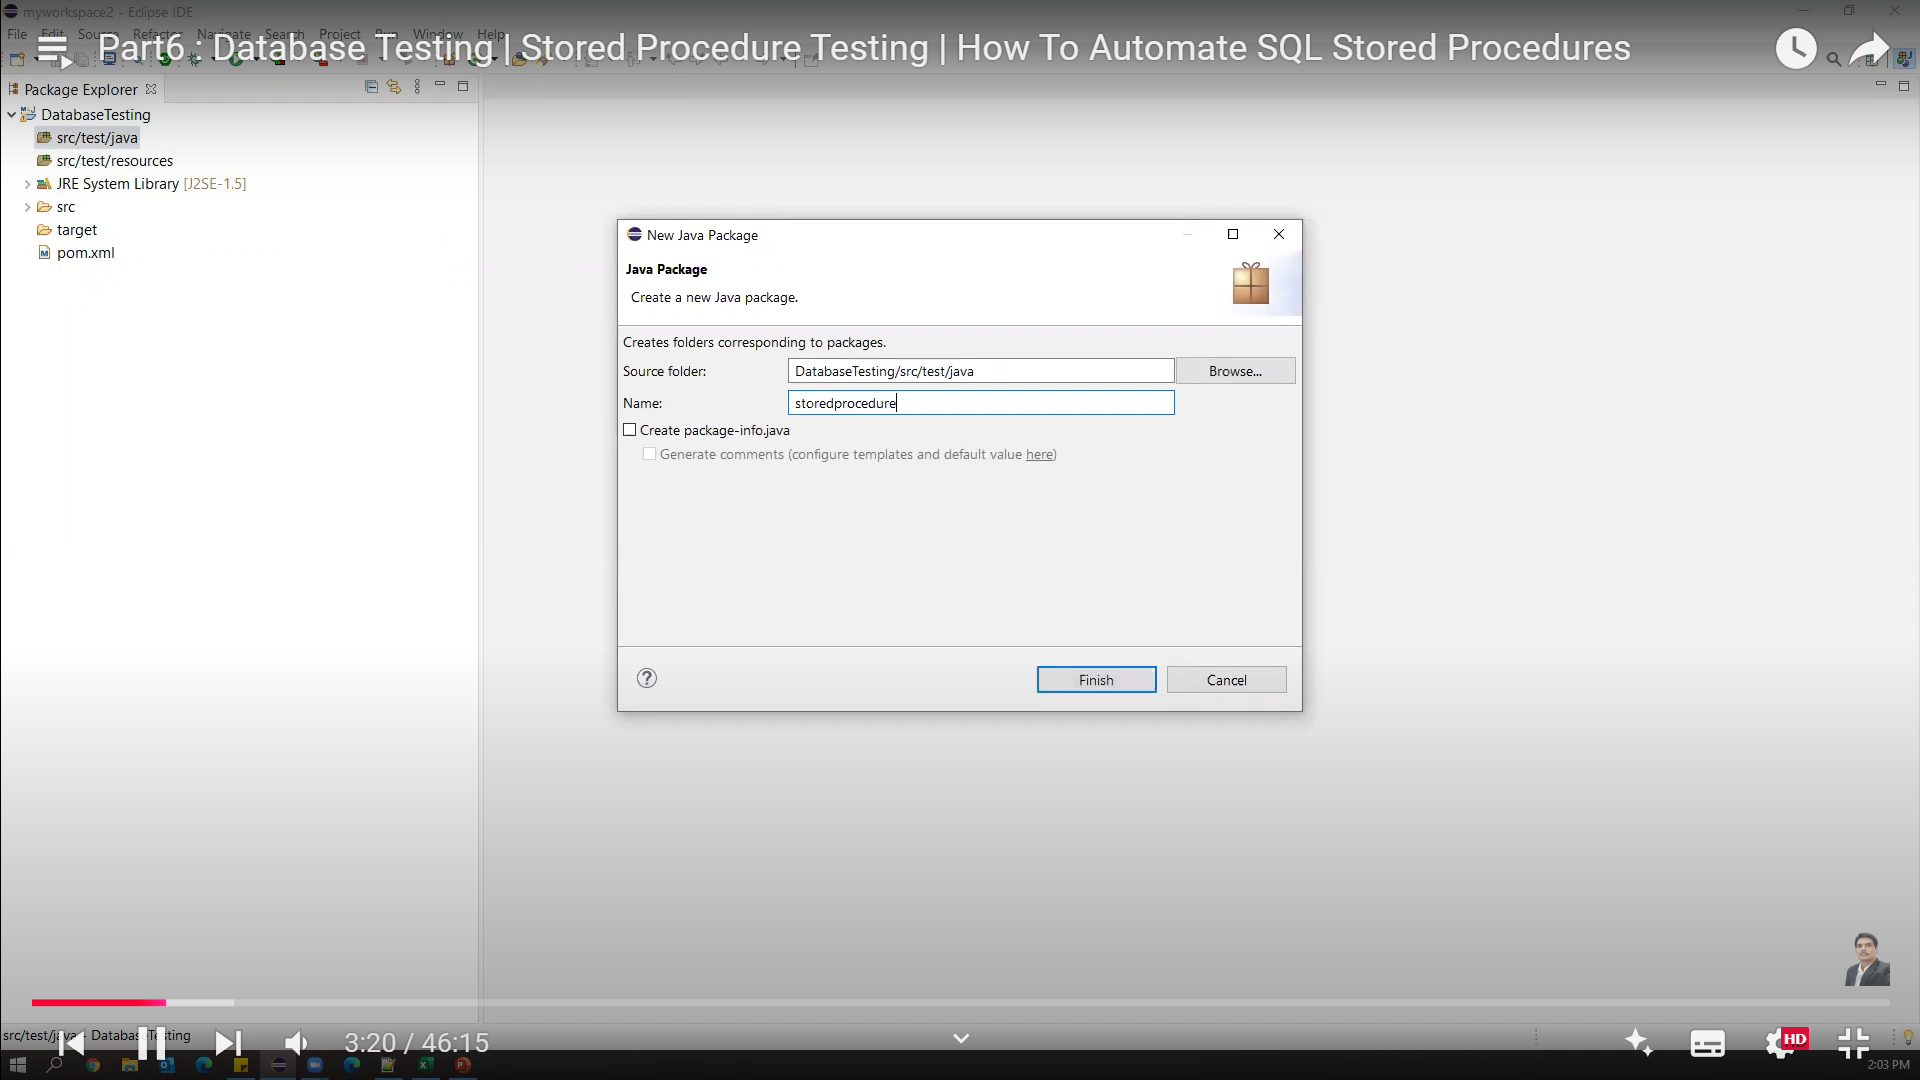 myworkspace2 - Eclipse IDE
File Edit Source Refactor Navigate Search Project Run Window Help
Part6 : Database Testing | Stored Procedure Testing | How To Automate SQL Stored Procedures
Package Explorer
DatabaseTesting
src/test/java
src/test/resources
JRE System Library [J2SE-1.5]
src
target
pom.xml
New Java Package
Java Package
Create a new Java package.
Creates folders corresponding to packages.
Source folder: DatabaseTesting/src/test/java Browse...
Name: storedprocedure
Create package-info.java
Generate comments (configure templates and default value here)
Finish Cancel
src/test/java - DatabaseTesting
3:20 / 46:15
HD
2:03 PM